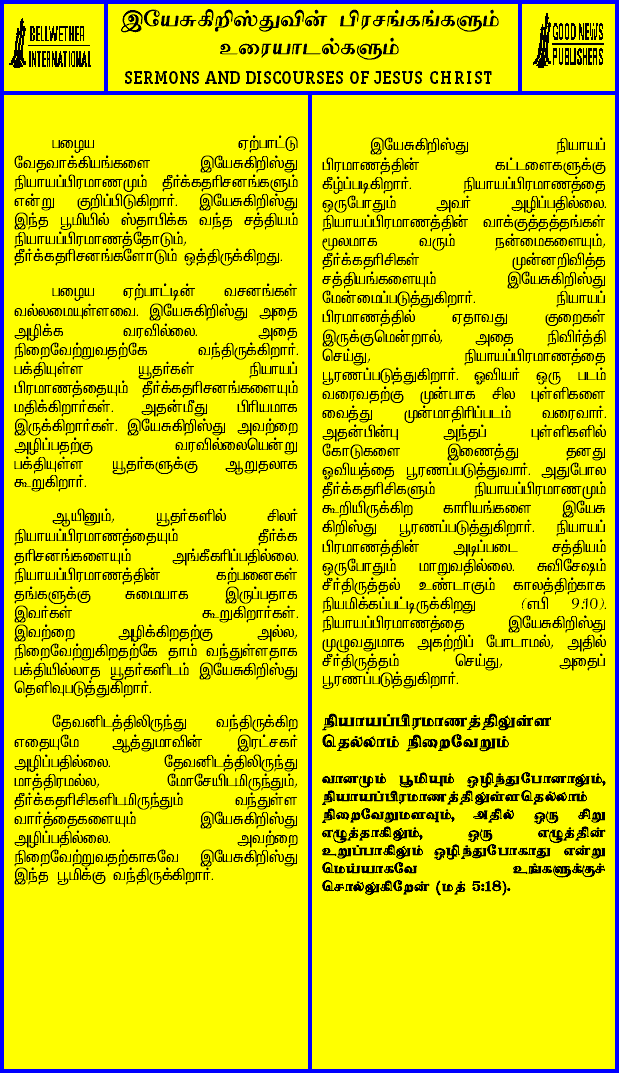 BELLWETHER
INTERNATIONAL
இயேசுகிறிஸ்துவின் பிரசங்கங்களும்
உரையாடல்களும்
SERMONS AND DISCOURSES OF JESUS CHRIST
GOOD NEWS
PUBLISHERS
பழைய ஏற்பாட்டு
வேதவாக்கியங்களை இயேசுகிறிஸ்து
நியாயப்பிரமாணமும் தீர்க்கதரிசனங்களும்
என்று குறிப்பிடுகிறார். இயேசுகிறிஸ்து
இந்த பூமியில் ஸ்தாபிக்க வந்த சத்தியம்
நியாயப்பிரமாணத்தோடும்,
தீர்க்கதரிசனங்களோடும் ஒத்திருக்கிறது.
பழைய ஏற்பாட்டின் வசனங்கள்
வல்லமையுள்ளவை. இயேசுகிறிஸ்து அதை
அழிக்க வரவில்லை. அதை
நிறைவேற்றுவதற்கே வந்திருக்கிறார்.
பக்தியுள்ள யூதர்கள் நியாயப்
பிரமாணத்தையும் தீர்க்கதரிசனங்களையும்
மதிக்கிறார்கள். அதன்மீது பிரியமாக
இருக்கிறார்கள். இயேசுகிறிஸ்து அவற்றை
அழிப்பதற்கு வரவில்லையென்று
பக்தியுள்ள யூதர்களுக்கு ஆறுதலாக
கூறுகிறார்.
ஆயினும், யூதர்களில் சிலர்
நியாயப்பிரமாணத்தையும் தீர்க்க
தரிசனங்களையும் அங்கீகரிப்பதில்லை.
நியாயப்பிரமாணத்தின் கற்பனைகள்
தங்களுக்கு சுமையாக இருப்பதாக
இவர்கள் கூறுகிறார்கள்.
இவற்றை அழிக்கிறதற்கு அல்ல,
நிறைவேற்றுகிறதற்கே தாம் வந்துள்ளதாக
பக்தியில்லாத யூதர்களிடம் இயேசுகிறிஸ்து
தெளிவுபடுத்துகிறார்.
தேவனிடத்திலிருந்து வந்திருக்கிற
எதையுமே ஆத்துமாவின் இரட்சகர்
அழிப்பதில்லை. தேவனிடத்திலிருந்து
மாத்திரமல்ல, மோசேயிடமிருந்தும்,
தீர்க்கதரிசிகளிடமிருந்தும் வந்துள்ள
வார்த்தைகளையும் இயேசுகிறிஸ்து
அழிப்பதில்லை. அவற்றை
நிறைவேற்றுவதற்காகவே இயேசுகிறிஸ்து
இந்த பூமிக்கு வந்திருக்கிறார்.
இயேசுகிறிஸ்து நியாயப்
பிரமாணத்தின் கட்டளைகளுக்கு
கீழ்ப்படிகிறார். நியாயப்பிரமாணத்தை
ஒருபோதும் அவர் அழிப்பதில்லை.
நியாயப்பிரமாணத்தின் வாக்குத்தத்தங்கள்
மூலமாக வரும் நன்மைகளையும்,
தீர்க்கதரிசிகள் முன்னறிவித்த
சத்தியங்களையும் இயேசுகிறிஸ்து
மேன்மைப்படுத்துகிறார். நியாயப்
பிரமாணத்தில் ஏதாவது குறைகள்
இருக்குமென்றால், அதை நிவிர்த்தி
செய்து, நியாயப்பிரமாணத்தை
பூரணப்படுத்துகிறார். ஓவியர் ஒரு படம்
வரைவதற்கு முன்பாக சில புள்ளிகளை
வைத்து முன்மாதிரிப்படம் வரைவார்.
அதன்பின்பு அந்தப் புள்ளிகளில்
கோடுகளை இணைத்து தனது
ஓவியத்தை பூரணப்படுத்துவார். அதுபோல
தீர்க்கதரிசிகளும் நியாயப்பிரமாணமும்
கூறியிருக்கிற காரியங்களை இயேசு
கிறிஸ்து பூரணப்படுத்துகிறார். நியாயப்
பிரமாணத்தின் அடிப்படை சத்தியம்
ஒருபோதும் மாறுவதில்லை. சுவிசேஷம்
சீர்திருத்தல் உண்டாகும் காலத்திற்காக
நியமிக்கப்பட்டிருக்கிறது (எபி 9:10).
நியாயப்பிரமாணத்தை இயேசுகிறிஸ்து
முழுவதுமாக அகற்றிப் போடாமல், அதில்
சீர்திருத்தம் செய்து, அதைப்
பூரணப்படுத்துகிறார்.
நியாயப்பிரமாணத்திலுள்ள
தெல்லாம் நிறைவேறும்
வானமும் பூமியும் ஒழிந்துபோனாலும்,
நியாயப்பிரமாணத்திலுள்ளதெல்லாம்
நிறைவேறுமளவும், அதில் ஒரு சிறு
எழுத்தாகிலும், ஒரு எழுத்தின்
உறுப்பாகிலும் ஒழிந்துபோகாது என்று
மெய்யாகவே உங்களுக்குச்
சொல்லுகிறேன் (மத் 5:18).